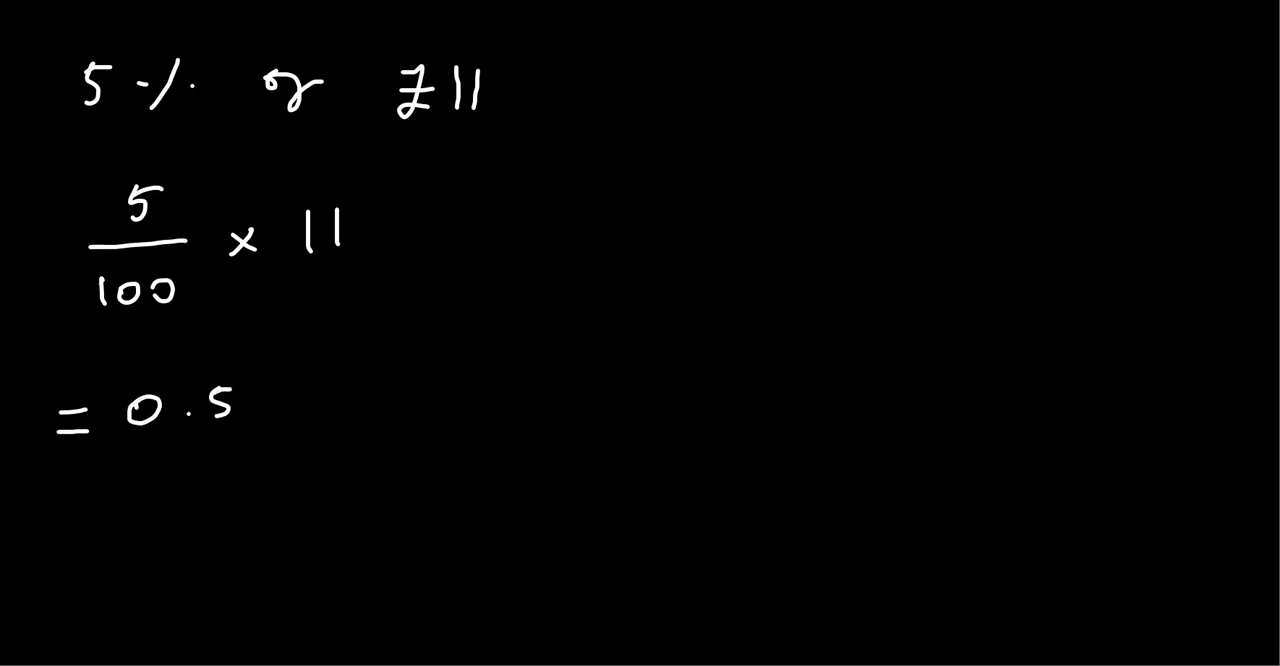 5 % of £11
5/100 × 11
= 0.5